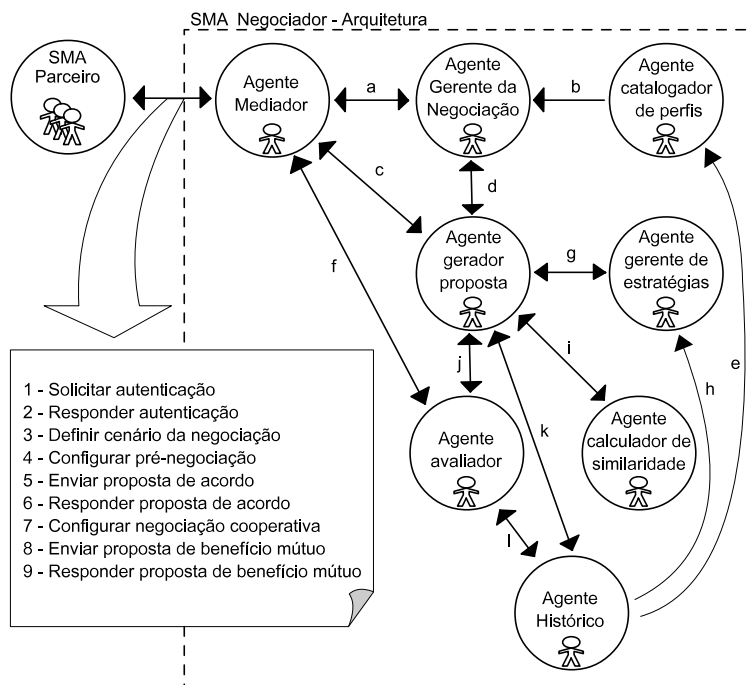 SMA Negociador - Arquitetura
SMA
Parceiro
Agente
Mediador
a
Agente
Gerente da
Negociação
b
Agente
catalogador
de perfis
c
d
f
Agente
gerador
proposta
g
Agente
gerente de
estratégias
e
h
i
j
k
Agente
avaliador
Agente
calculador de
similaridade
l
Agente
Histórico
1 - Solicitar autenticação
2 - Responder autenticação
3 - Definir cenário da negociação
4 - Configurar pré-negociação
5 - Enviar proposta de acordo
6 - Responder proposta de acordo
7 - Configurar negociação cooperativa
8 - Enviar proposta de benefício mútuo
9 - Responder proposta de benefício mútuo